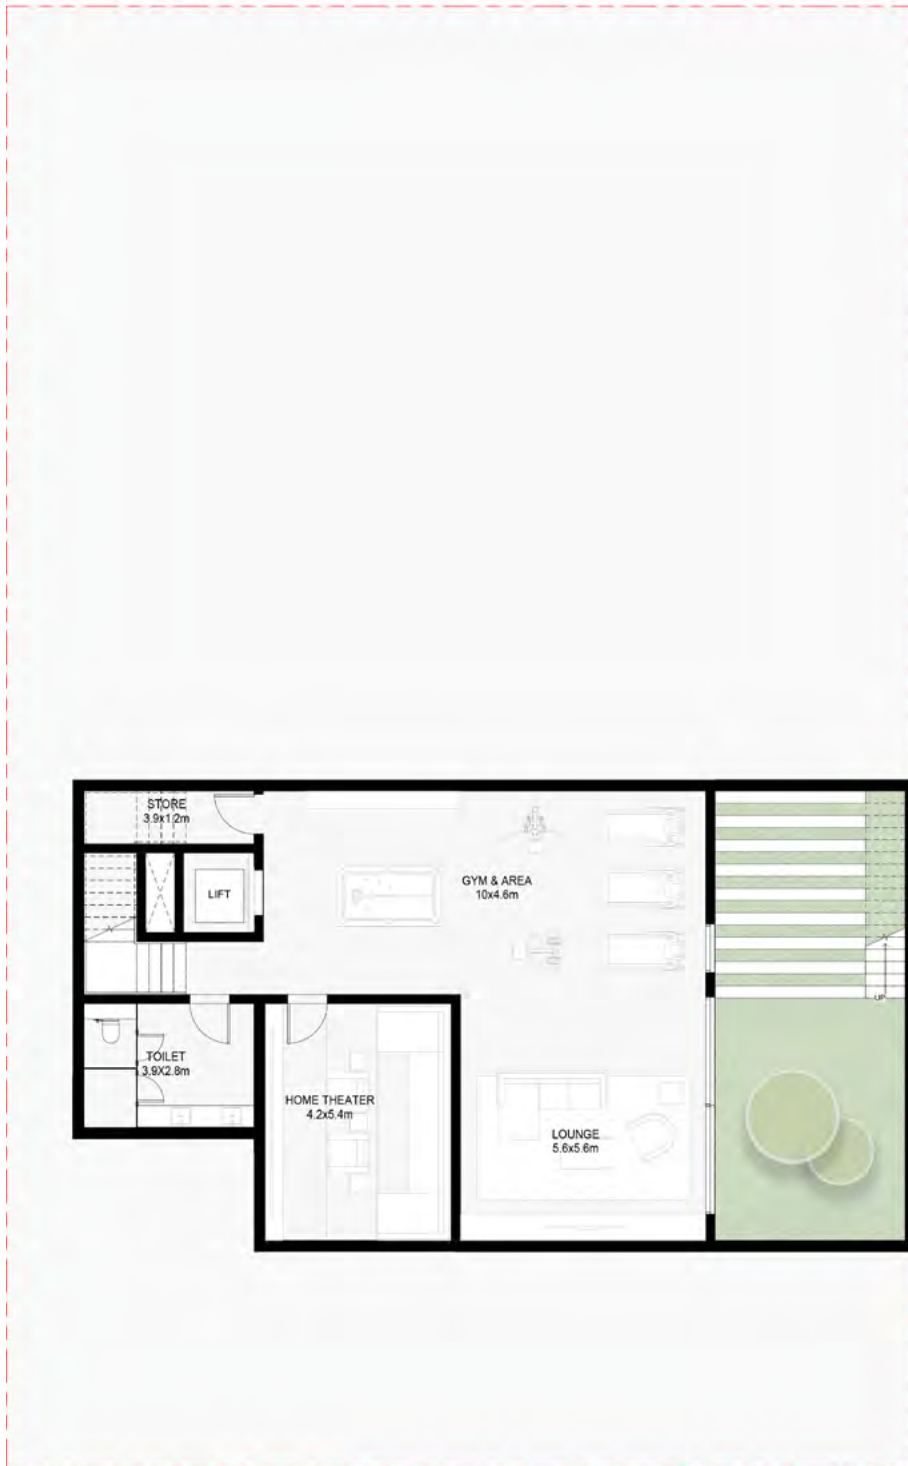 STORE
3.9x1.2m
LIFT
GYM & AREA
10x4.6m
UP
TOILET
3.9X2.8m
HOME THEATER
4.2x5.4m
LOUNGE
5.6x5.6m